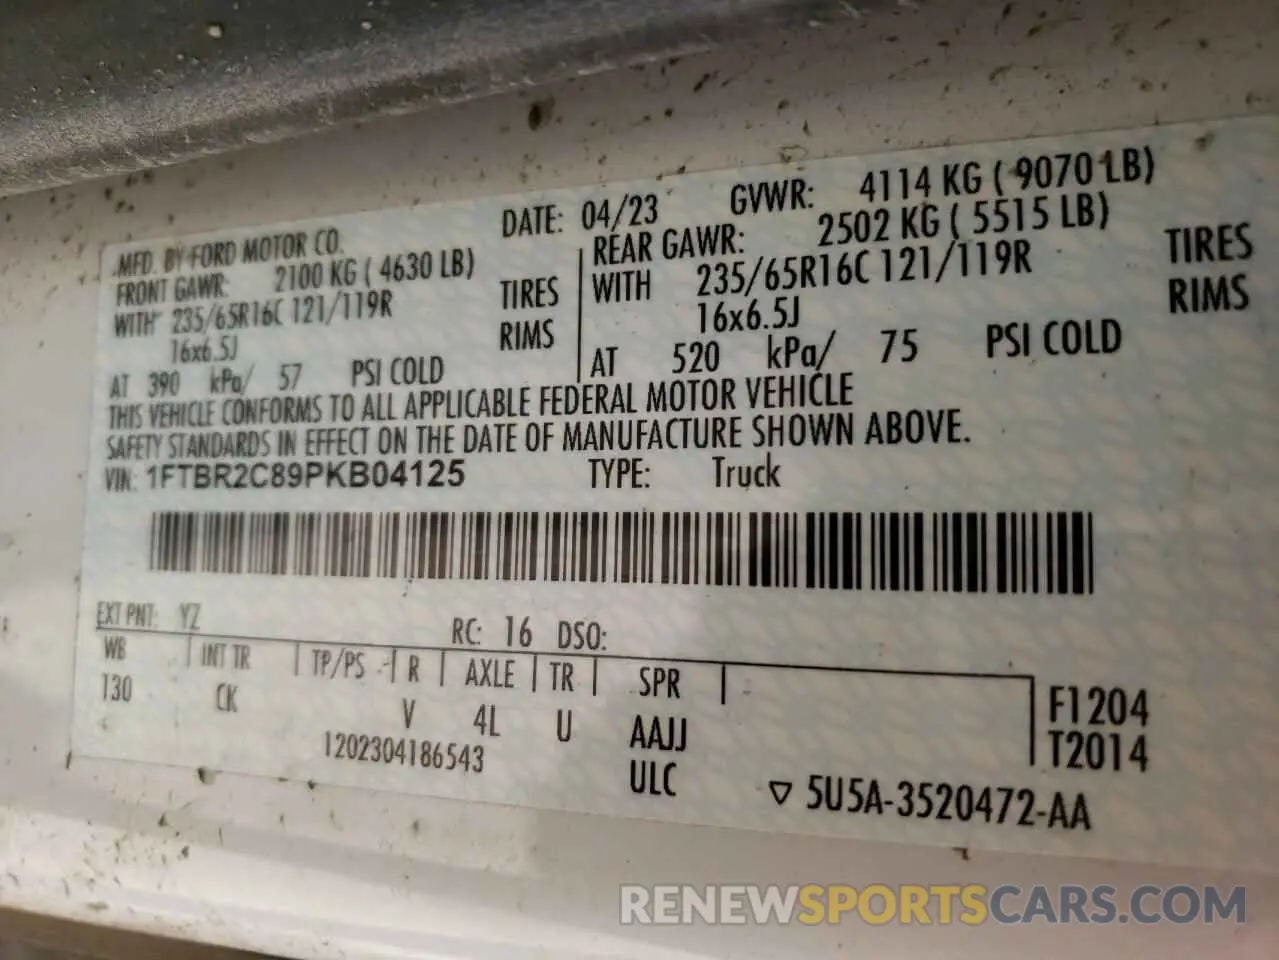 MFD. BY FORD MOTOR CO.
DATE: 04/23 GVWR: 4114 KG ( 9070 LB)
FRONT GAWR: 2100 KG ( 4630 LB)
WITH 235/65R16C 121/119R TIRES
16x6.5J RIMS
AT 390 kPa/ 57 PSI COLD
REAR GAWR: 2502 KG ( 5515 LB)
WITH 235/65R16C 121/119R TIRES
16x6.5J RIMS
AT 520 kPa/ 75 PSI COLD
THIS VEHICLE CONFORMS TO ALL APPLICABLE FEDERAL MOTOR VEHICLE
SAFETY STANDARDS IN EFFECT ON THE DATE OF MANUFACTURE SHOWN ABOVE.
VIN: 1FTBR2C89PKB04125 TYPE: Truck
EXT PNT: YZ RC: 16 DSO:
WB INT TR TP/PS R AXLE TR SPR
130 CK V 4L U AAJJ F1204
1202304186543 ULC T2014
▽ 5U5A-3520472-AA
RENEWSPORTSCARS.COM